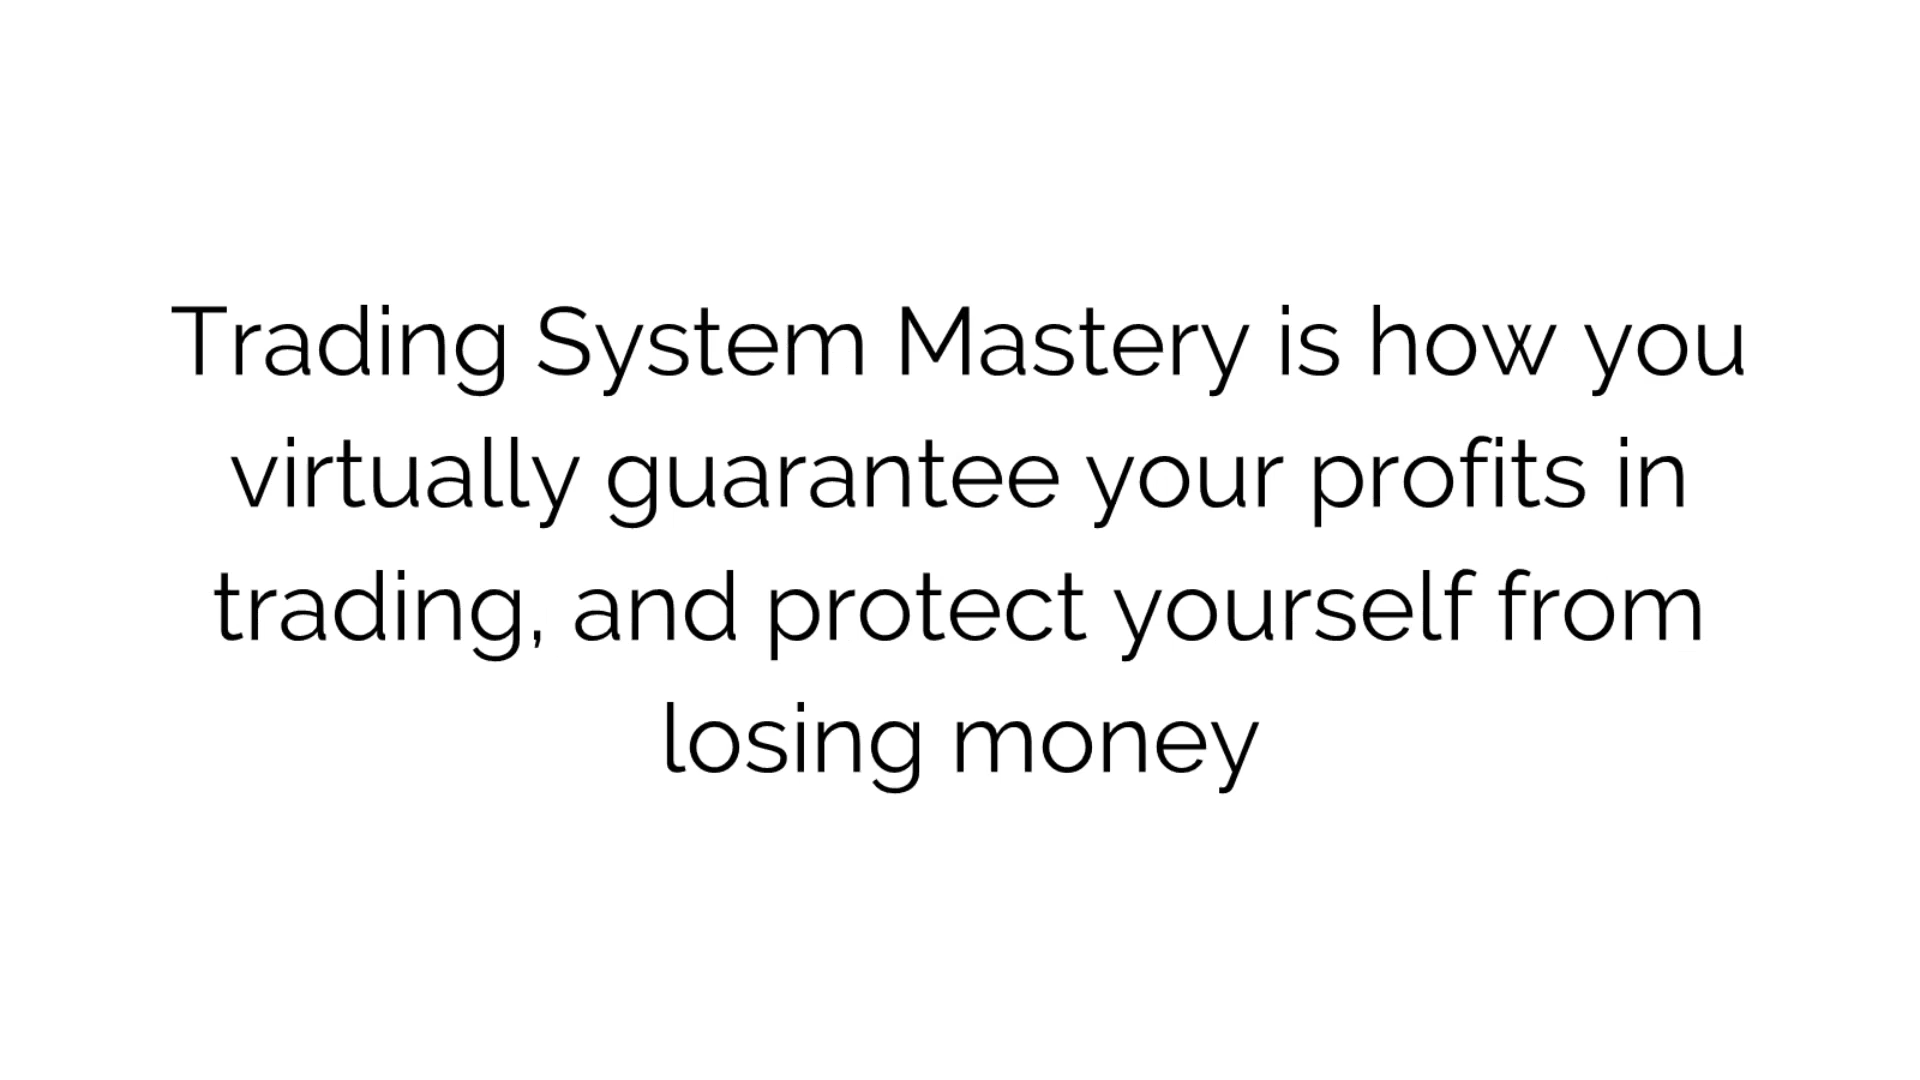 Trading System Mastery is how you
virtually guarantee your profits in
trading, and protect yourself from
losing money